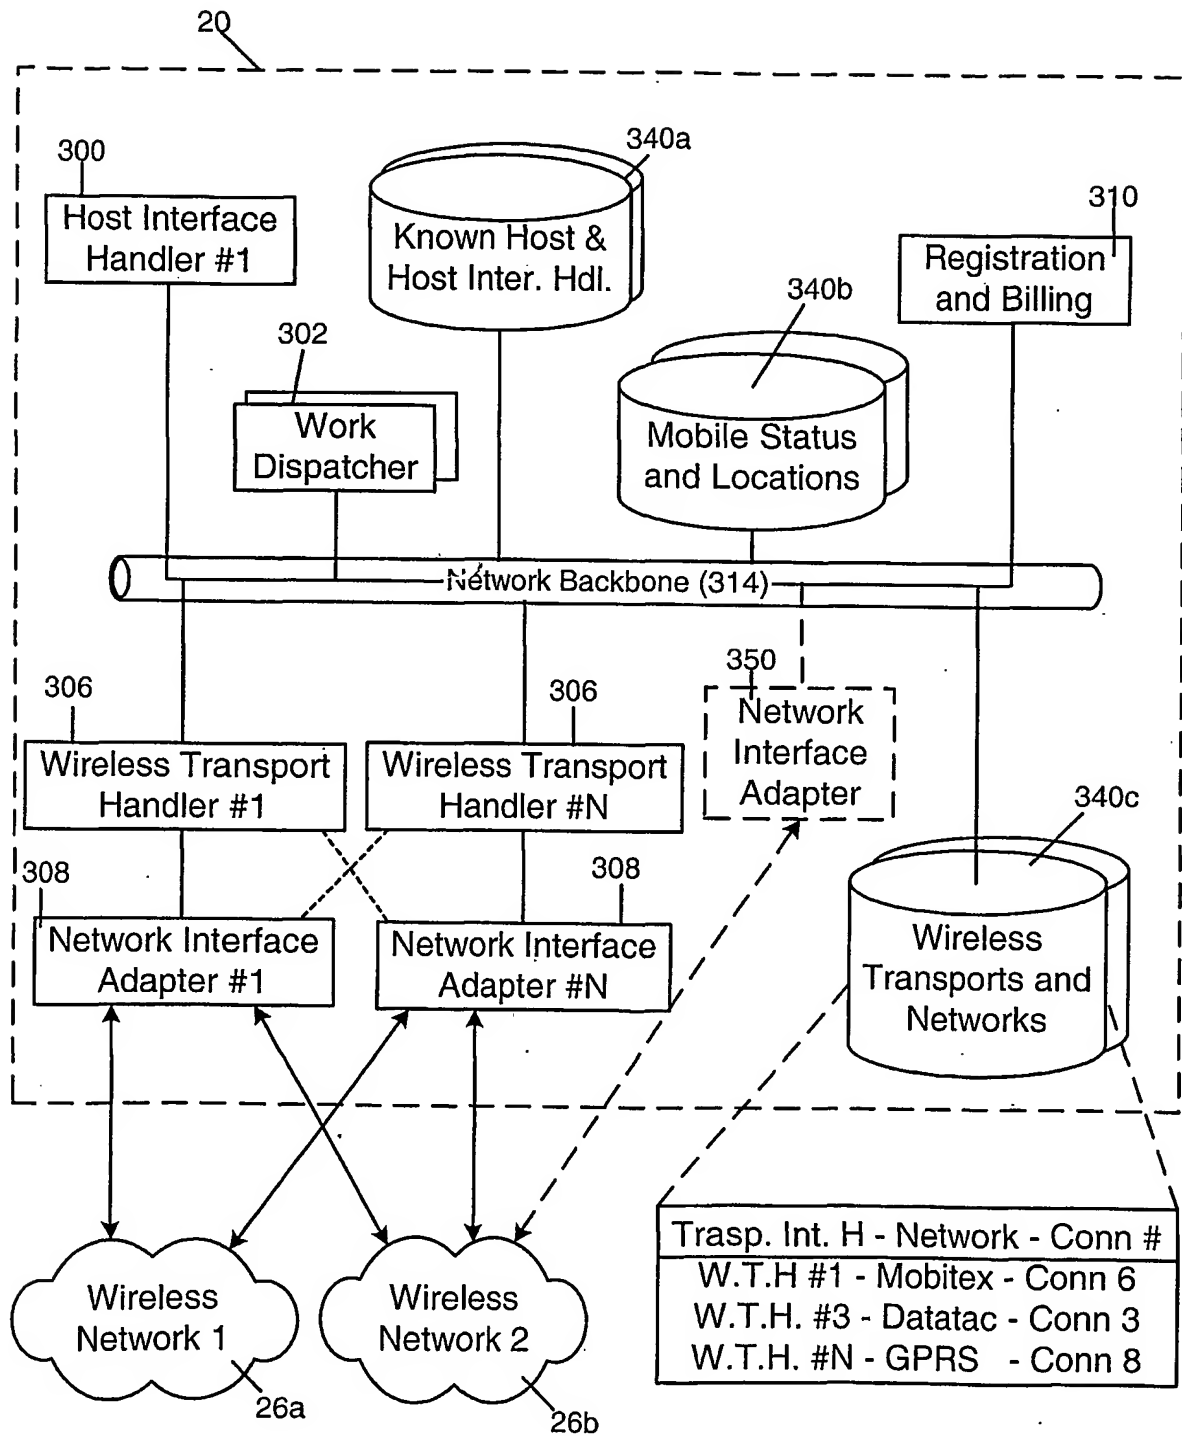 20
340a
300
310
Host Interface
Handler #1
Known Host &
Host Inter. Hdl.
Registration
and Billing
340b
302
Work
Dispatcher
Mobile Status
and Locations
Network Backbone (314)
350
306
306
Network
Interface
Adapter
Wireless Transport
Handler #1
Wireless Transport
Handler #N
340c
308
308
Network Interface
Adapter #1
Network Interface
Adapter #N
Wireless
Transports and
Networks
Trasp. Int. H - Network - Conn #
W.T.H #1 - Mobitex - Conn 6
W.T.H. #3 - Datatac - Conn 3
W.T.H. #N - GPRS - Conn 8
Wireless
Network 1
Wireless
Network 2
26a
26b